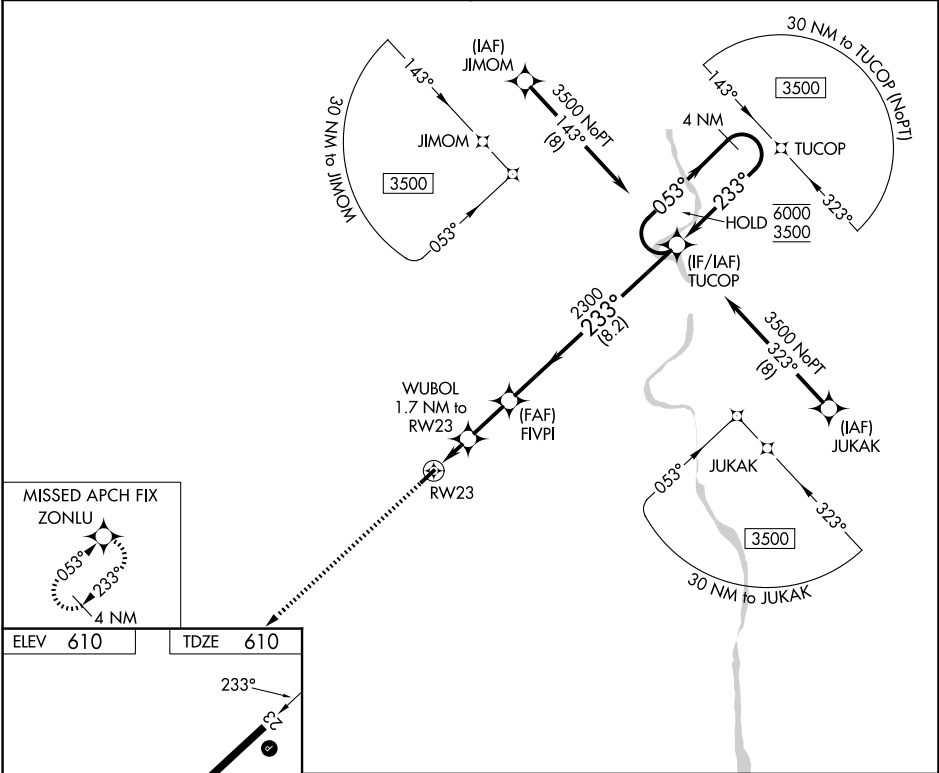 (IAF)
JIMOM
3500 NoPT
143°
(8)
143°
JIMOM
3500
053°
30 NM to JIMOM
30 NM to TUCOP (NoPT)
143°
3500
TUCOP
323°
4 NM
053°
233°
HOLD
6000
3500
(IF/IAF)
TUCOP
2300
233°
(8.2)
3500 NoPT
323°
(8)
(IAF)
JUKAK
WUBOL
1.7 NM to
RW23
(FAF)
FIVPI
RW23
JUKAK
053°
323°
3500
30 NM to JUKAK
MISSED APCH FIX
ZONLU
053°
233°
4 NM
ELEV 610
TDZE 610
233°
23
P